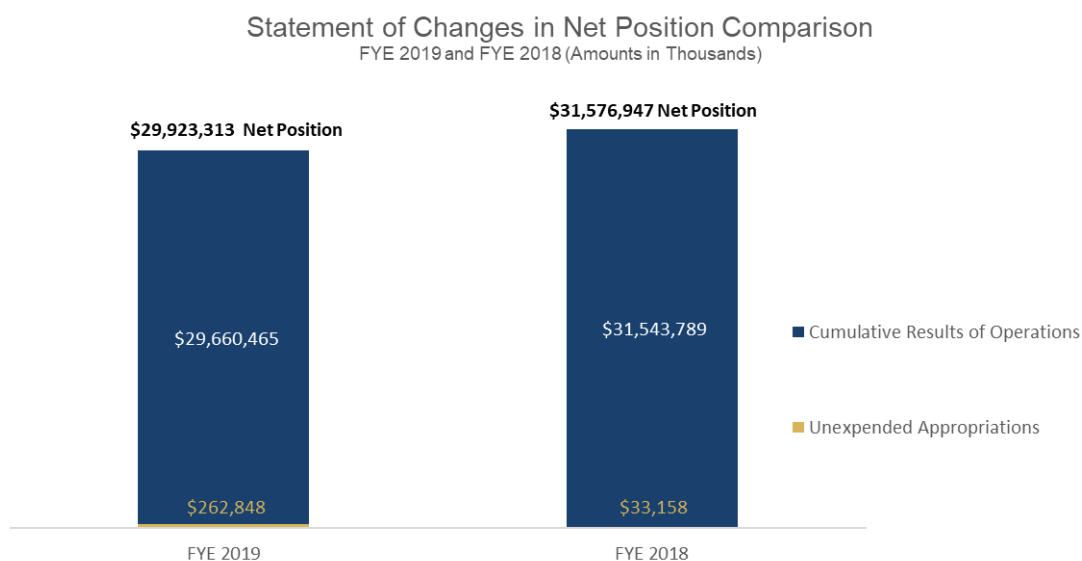 Statement of Changes in Net Position Comparison
FYE 2019 and FYE 2018 (Amounts in Thousands)
$29,923,313 Net Position
$31,576,947 Net Position
$29,660,465
$31,543,789
Cumulative Results of Operations
Unexpended Appropriations
$262,848
$33,158
FYE 2019
FYE 2018